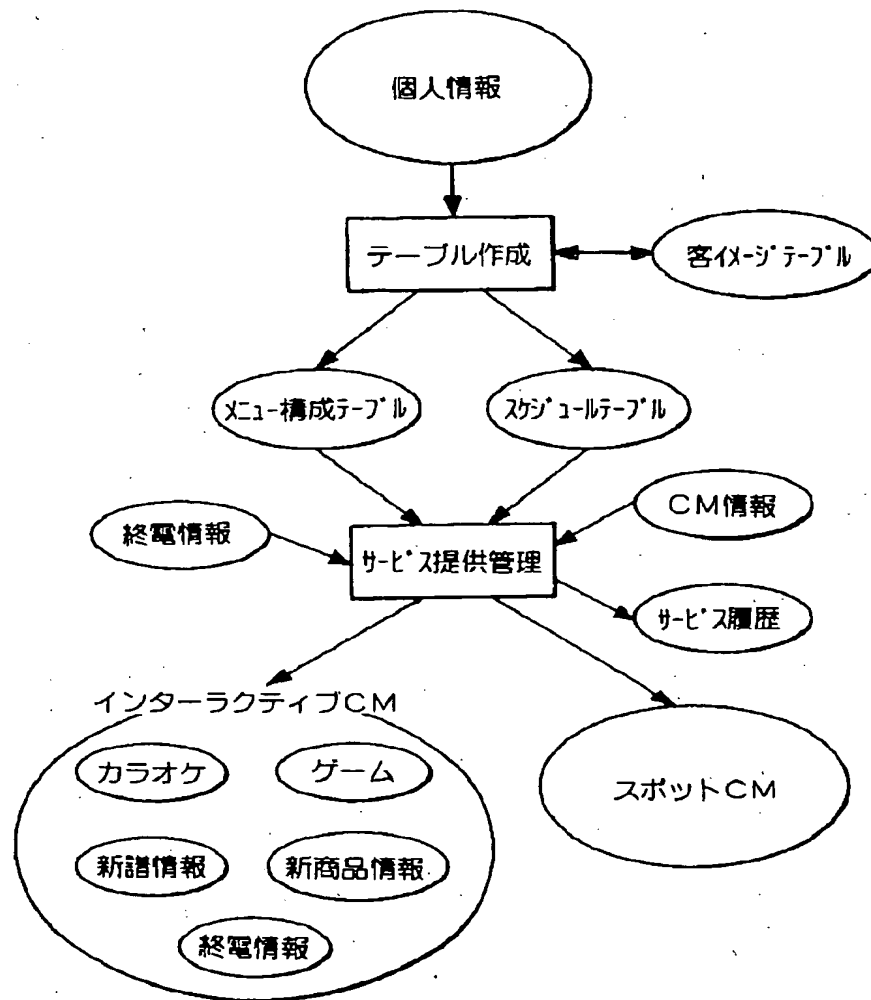 個人情報
テーブル作成
客ｲﾒｰｼﾞﾃｰﾌﾞﾙ
ﾒﾆｭｰ構成ﾃｰﾌﾞﾙ
ｽｹｼﾞｭｰﾙﾃｰﾌﾞﾙ
終電情報
ＣＭ情報
ｻｰﾋﾞｽ提供管理
ｻｰﾋﾞｽ履歴
インターラクティブＣＭ
カラオケ
ゲーム
スポットＣＭ
新譜情報
新商品情報
終電情報